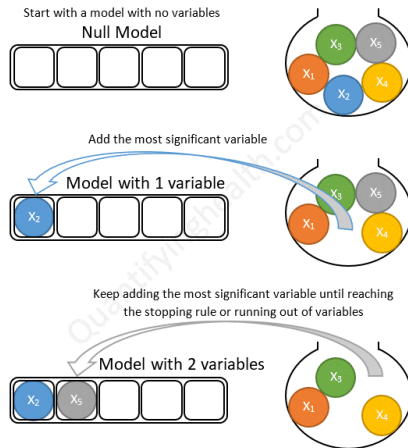 Start with a model with no variables
Null Model
X₃
X₅
X₁
X₂
X₄
Add the most significant variable
Model with 1 variable
X₂
X₃
X₅
X₁
X₄
Keep adding the most significant variable until reaching
the stopping rule or running out of variables
Model with 2 variables
X₂
X₅
X₃
X₁
X₄
Quantifyinghealth.com